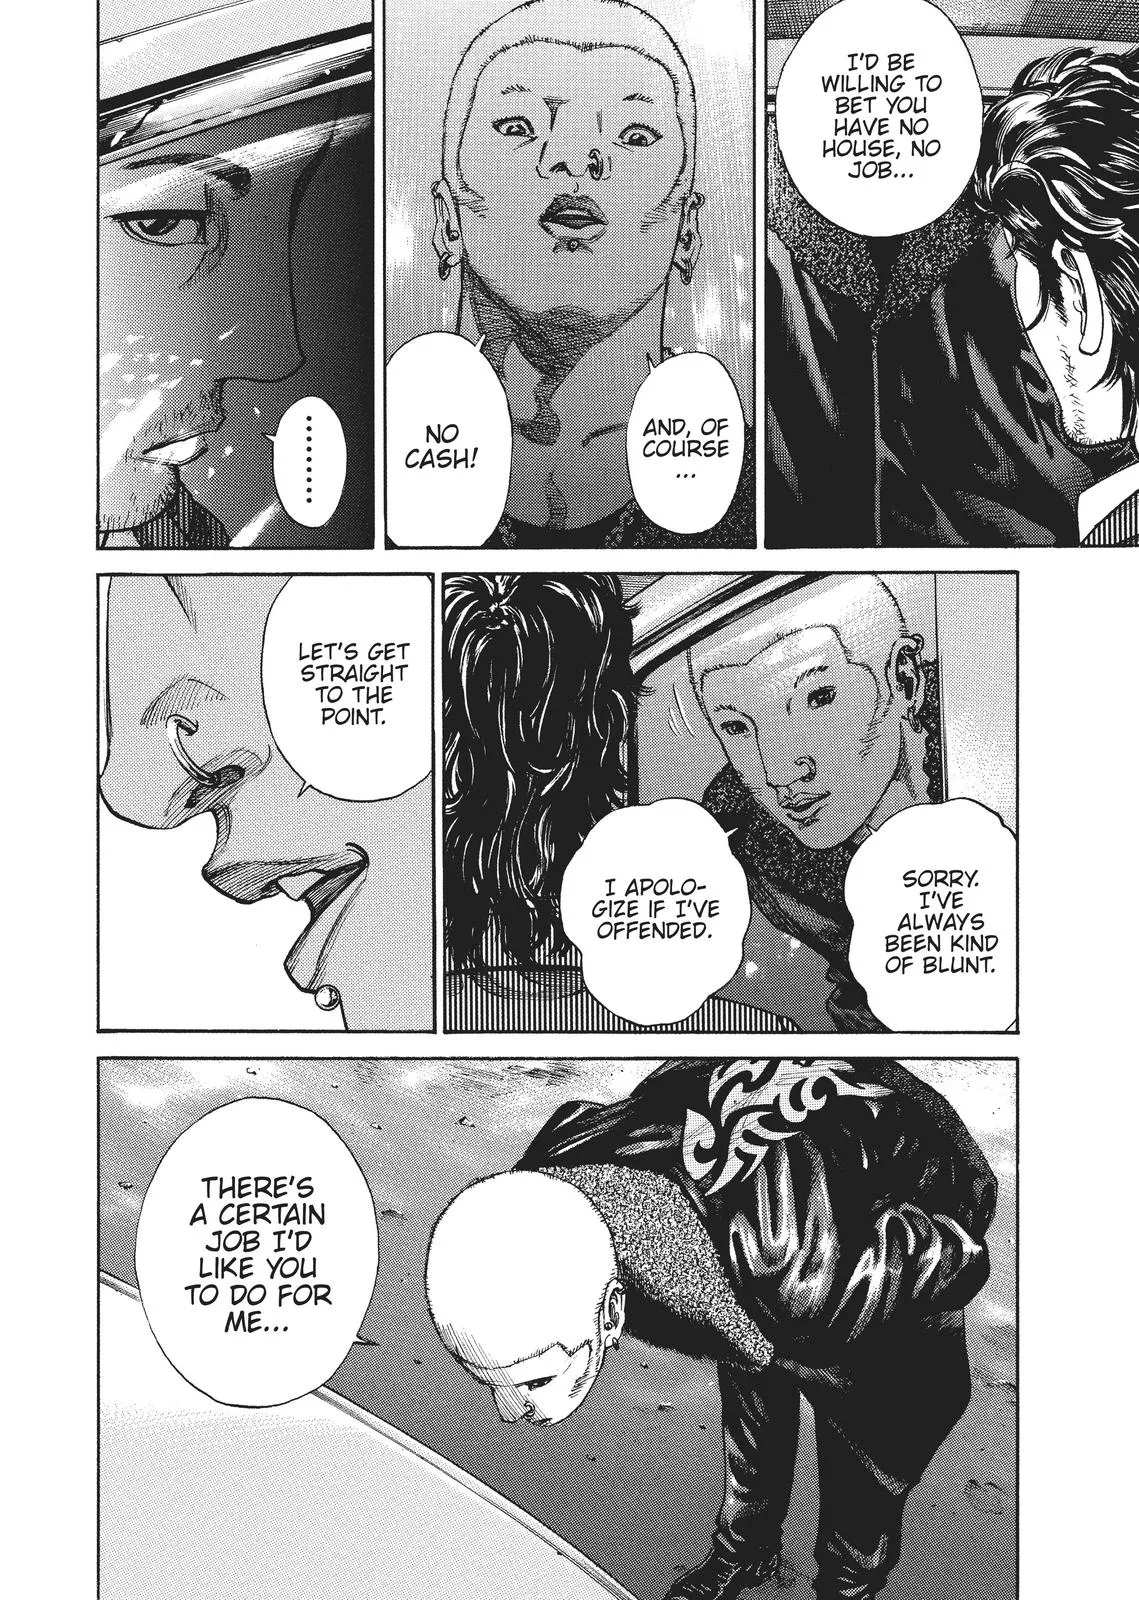 I'D BE
WILLING TO
BET YOU
HAVE NO
HOUSE, NO
JOB...
AND, OF
COURSE
...
NO
CASH!
.........
SORRY.
I'VE
ALWAYS
BEEN KIND
OF BLUNT.
I APOLO-
GIZE IF I'VE
OFFENDED.
LET'S GET
STRAIGHT
TO THE
POINT.
THERE'S
A CERTAIN
JOB I'D
LIKE YOU
TO DO FOR
ME...